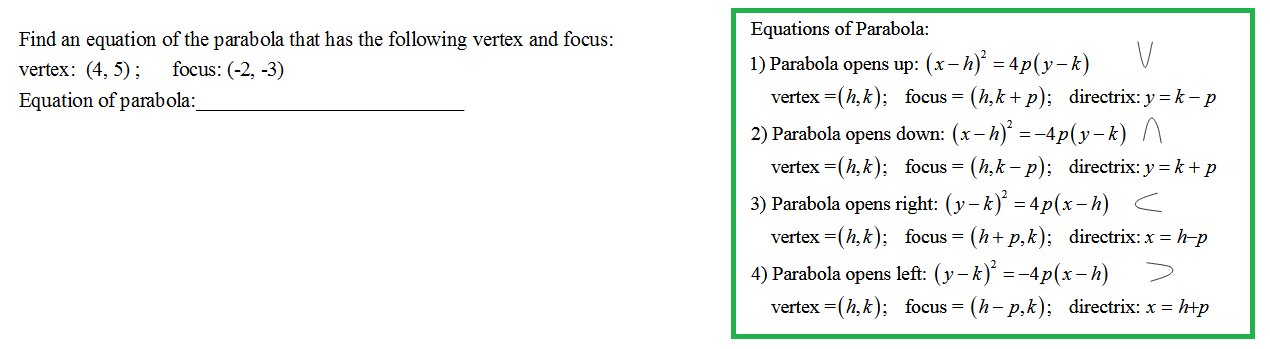 Find an equation of the parabola that has the following vertex and focus:
vertex: (4, 5) ; focus: (-2, -3)
Equation of parabola:___________________________
Equations of Parabola:
1) Parabola opens up: (x − h)² = 4p(y − k)
vertex = (h,k); focus = (h,k + p); directrix: y = k − p
2) Parabola opens down: (x − h)² = −4p(y − k)
vertex = (h,k); focus = (h,k − p); directrix: y = k + p
3) Parabola opens right: (y − k)² = 4p(x − h)
vertex = (h,k); focus = (h + p,k); directrix: x = h−p
4) Parabola opens left: (y − k)² = −4p(x − h)
vertex = (h,k); focus = (h − p,k); directrix: x = h+p